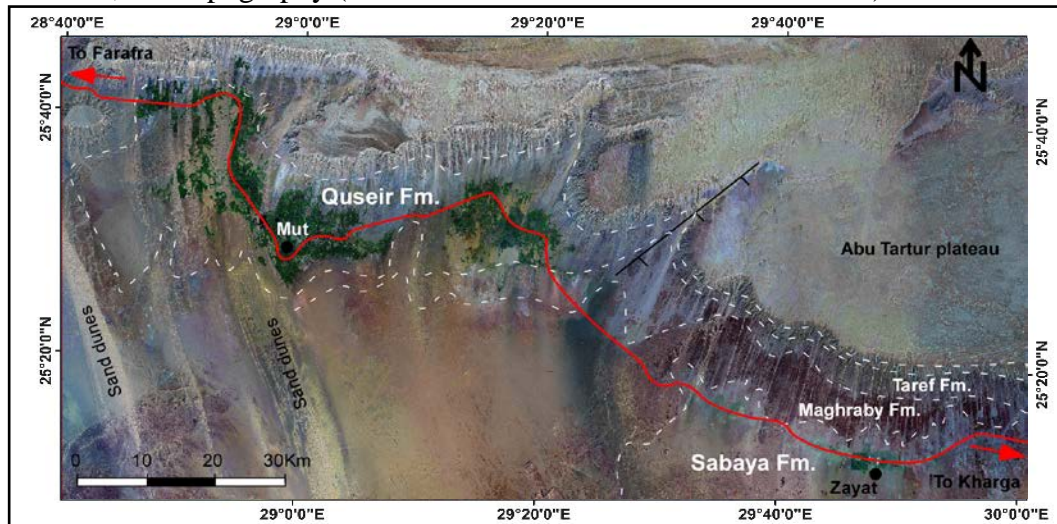 28°40'0"E 29°0'0"E 29°20'0"E 29°40'0"E
To Farafra
N
25°40'0"N
25°40'0"N
Quseir Fm.
Mut
Abu Tartur plateau
Sand dunes
Sand dunes
25°20'0"N
25°20'0"N
Taref Fm.
Maghraby Fm.
Sabaya Fm.
To Kharga
Zayat
0 10 20 30Km
29°0'0"E 29°20'0"E 29°40'0"E 30°0'0"E